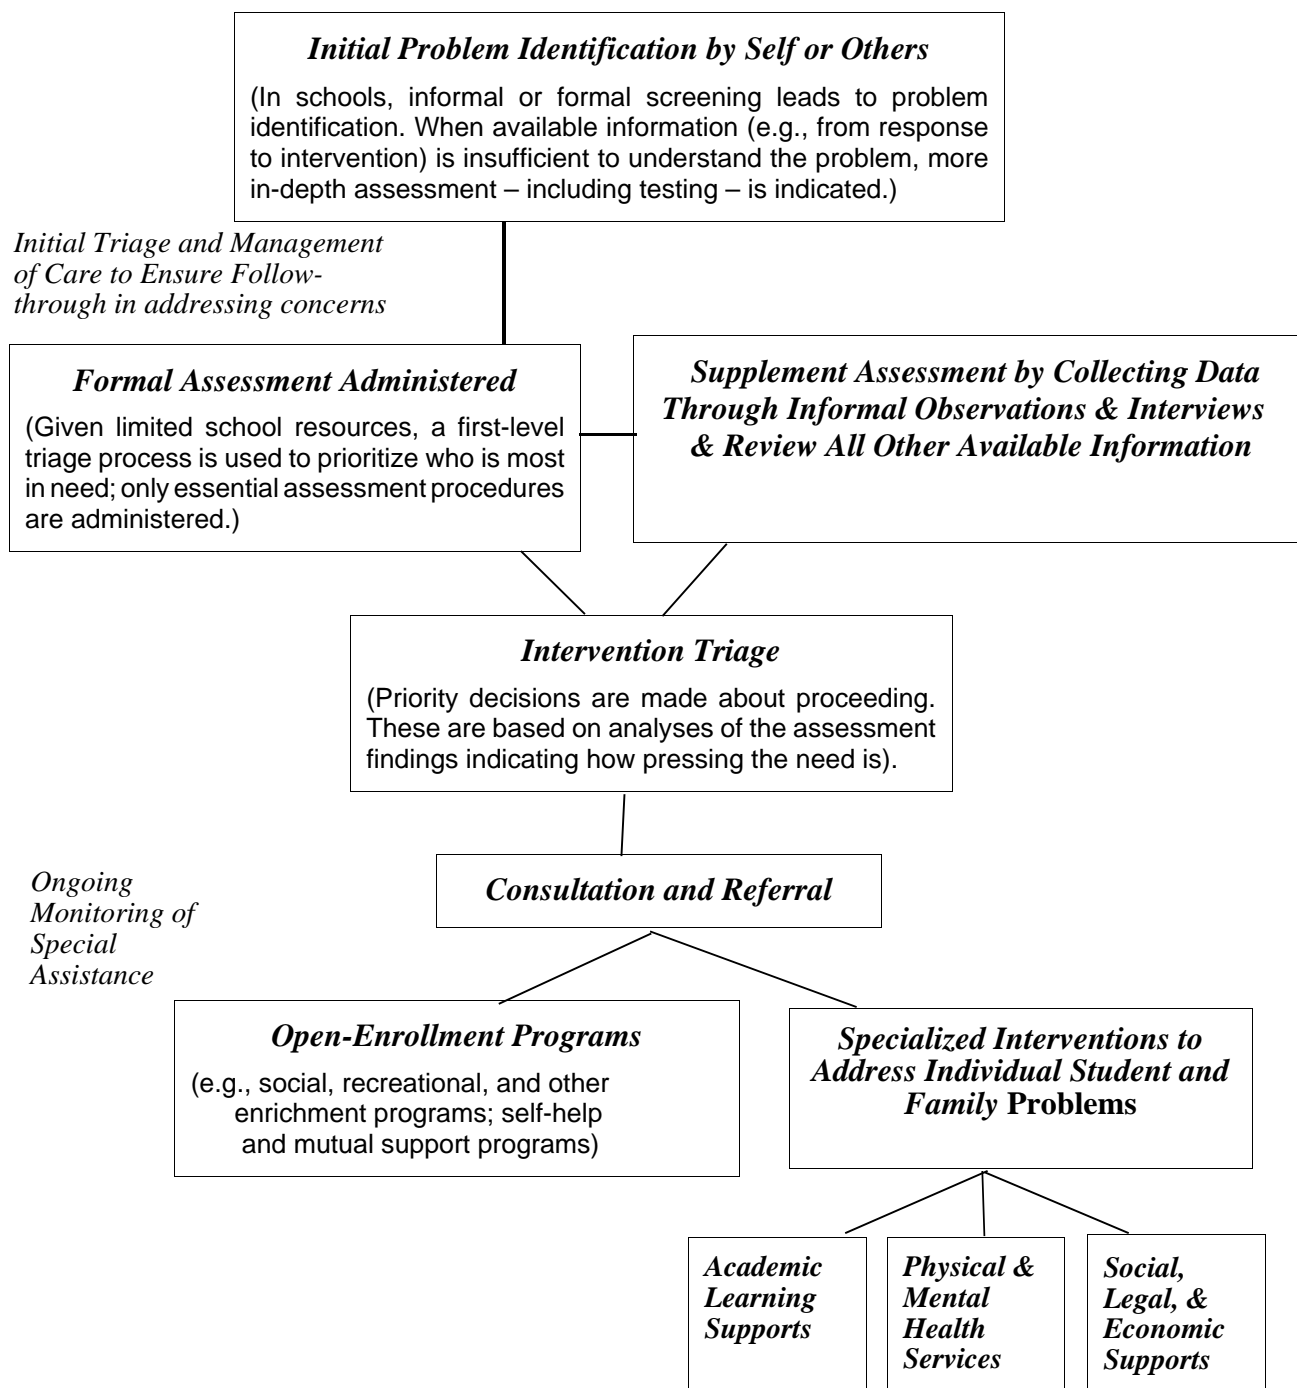 Initial Problem Identification by Self or Others
(In schools, informal or formal screening leads to problem
identification. When available information (e.g., from response
to intervention) is insufficient to understand the problem, more
in-depth assessment – including testing – is indicated.)
Initial Triage and Management
of Care to Ensure Follow-
through in addressing concerns
Formal Assessment Administered
(Given limited school resources, a first-level
triage process is used to prioritize who is most
in need; only essential assessment procedures
are administered.)
Supplement Assessment by Collecting Data
Through Informal Observations & Interviews
& Review All Other Available Information
Intervention Triage
(Priority decisions are made about proceeding.
These are based on analyses of the assessment
findings indicating how pressing the need is).
Consultation and Referral
Ongoing
Monitoring of
Special
Assistance
Open-Enrollment Programs
(e.g., social, recreational, and other
enrichment programs; self-help
and mutual support programs)
Specialized Interventions to
Address Individual Student and
Family Problems
Academic
Learning
Supports
Physical &
Mental
Health
Services
Social,
Legal, &
Economic
Supports